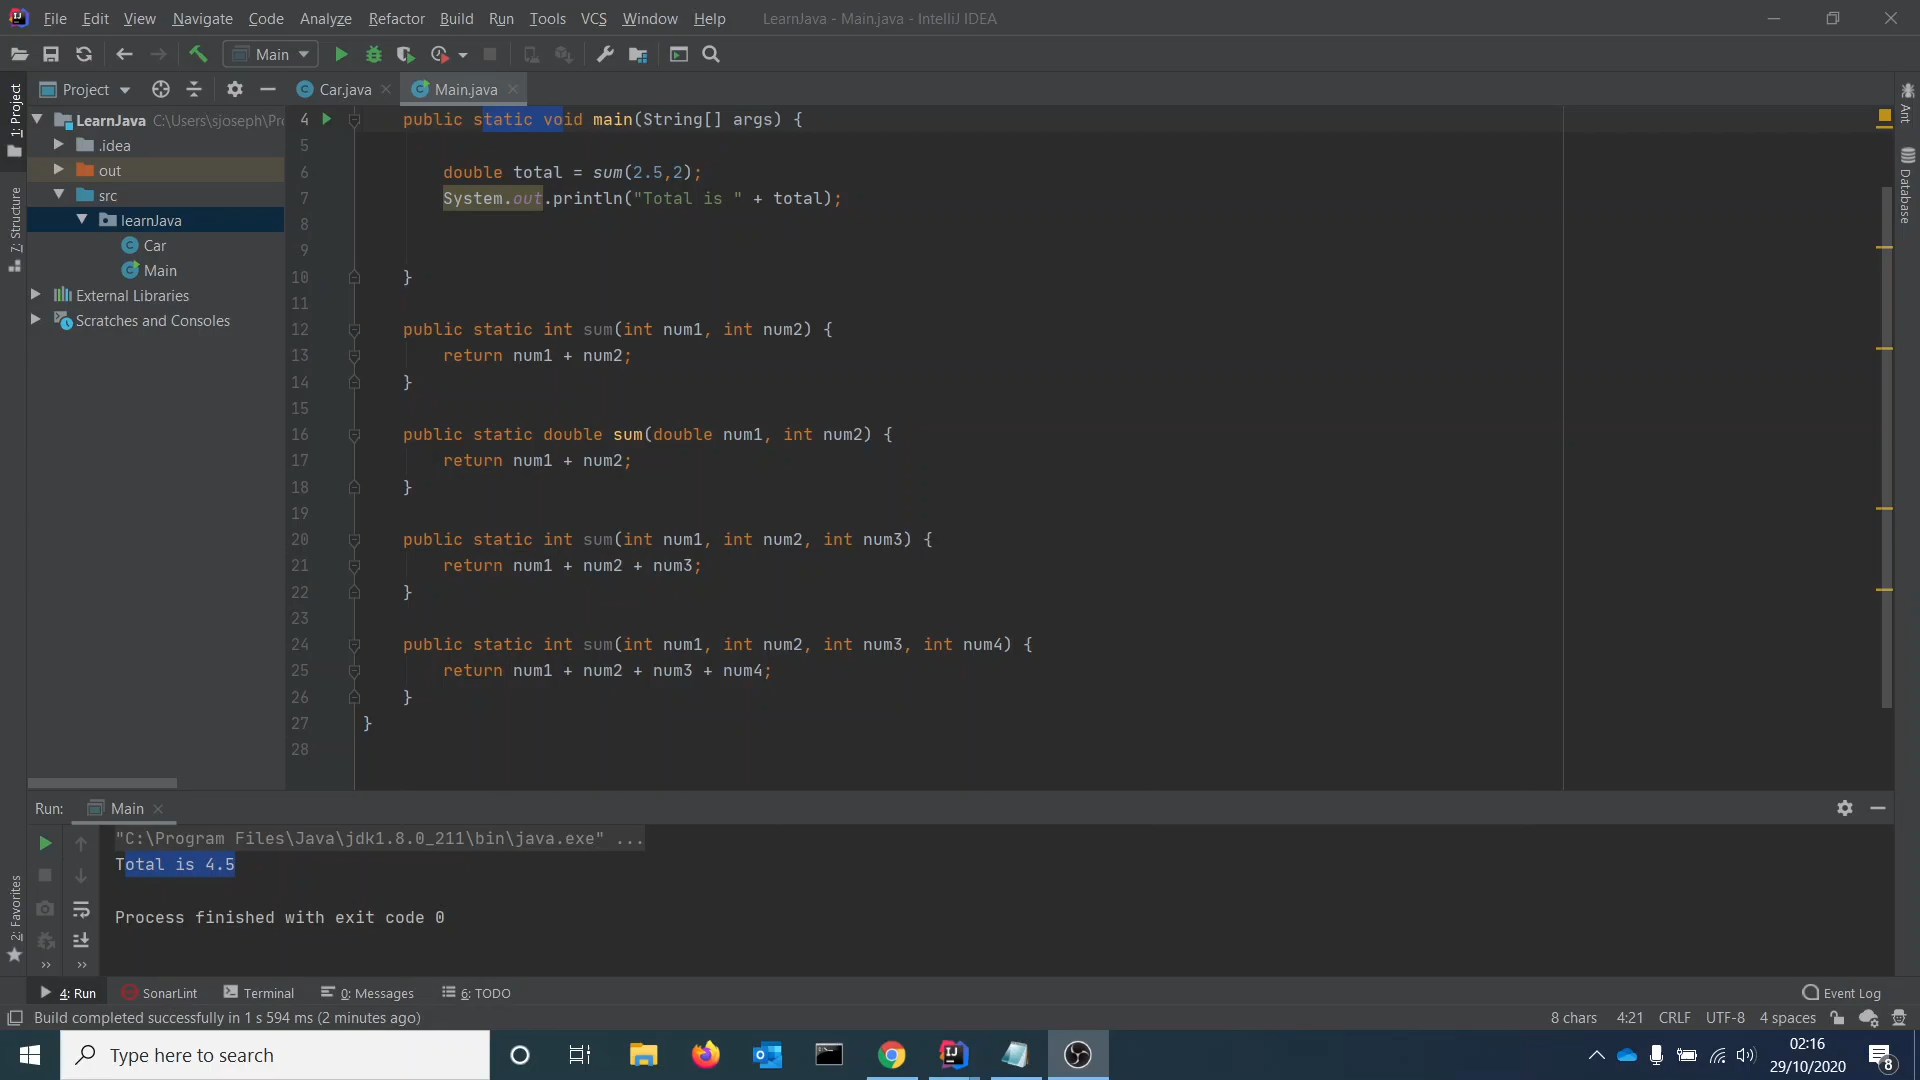 File Edit View Navigate Code Analyze Refactor Build Run Tools VCS Window Help LearnJava - Main.java - IntelliJ IDEA
Main
Project Car.java Main.java
1: Project
7: Structure
2: Favorites
LearnJava C:\Users\sjoseph\Pr
.idea
out
src
learnJava
Car
Main
External Libraries
Scratches and Consoles
4 public static void main(String[] args) {
5
6 double total = sum(2.5,2);
7 System.out.println("Total is " + total);
8
9
10 }
11
12 public static int sum(int num1, int num2) {
13 return num1 + num2;
14 }
15
16 public static double sum(double num1, int num2) {
17 return num1 + num2;
18 }
19
20 public static int sum(int num1, int num2, int num3) {
21 return num1 + num2 + num3;
22 }
23
24 public static int sum(int num1, int num2, int num3, int num4) {
25 return num1 + num2 + num3 + num4;
26 }
27 }
28
Ant
Database
Run: Main
"C:\Program Files\Java\jdk1.8.0_211\bin\java.exe" ...
Total is 4.5
Process finished with exit code 0
4: Run SonarLint Terminal 0: Messages 6: TODO Event Log
Build completed successfully in 1 s 594 ms (2 minutes ago) 8 chars 4:21 CRLF UTF-8 4 spaces
Type here to search
02:16
29/10/2020
8